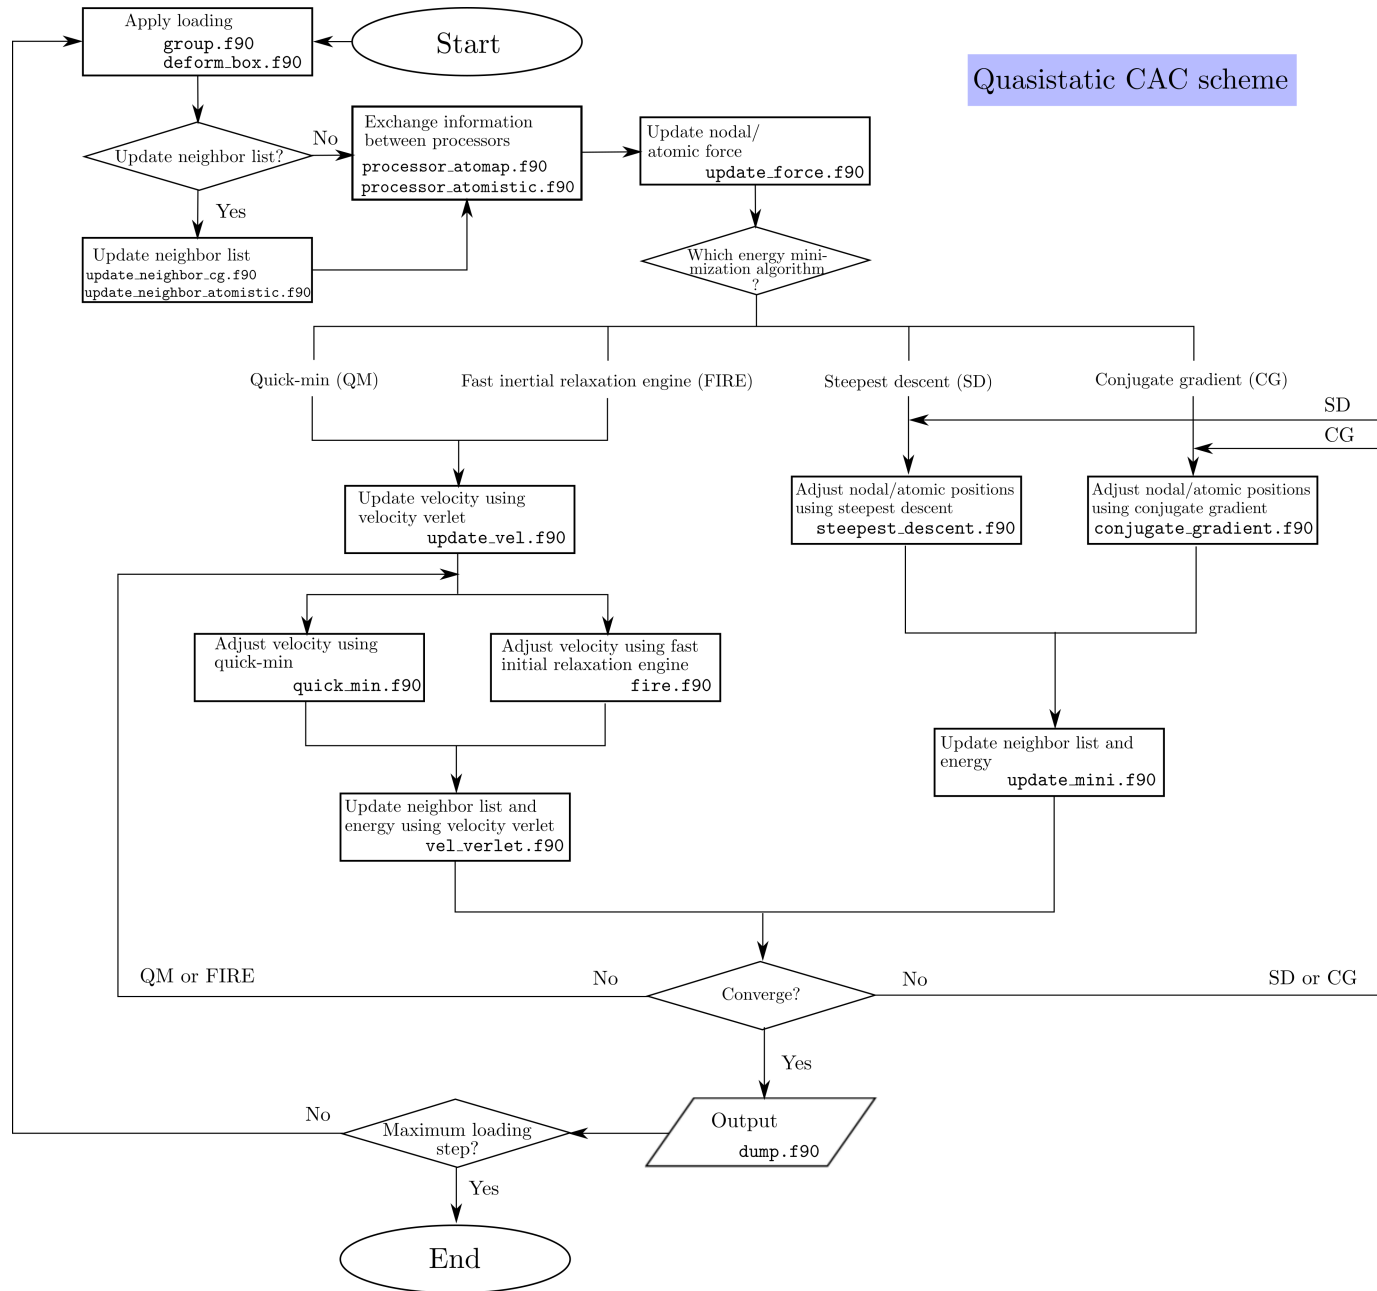 Apply loading
group.f90
deform_box.f90
Start
Quasistatic CAC scheme
Update neighbor list?
No
Yes
Exchange information
between processors
processor_atomap.f90
processor_atomistic.f90
Update nodal/
atomic force
update_force.f90
Update neighbor list
update_neighbor_cg.f90
update_neighbor_atomistic.f90
Which energy mini-
mization algorithm
?
Quick-min (QM)
Fast inertial relaxation engine (FIRE)
Steepest descent (SD)
Conjugate gradient (CG)
SD
CG
Update velocity using
velocity verlet
update_vel.f90
Adjust nodal/atomic positions
using steepest descent
steepest_descent.f90
Adjust nodal/atomic positions
using conjugate gradient
conjugate_gradient.f90
Adjust velocity using
quick-min
quick_min.f90
Adjust velocity using fast
initial relaxation engine
fire.f90
Update neighbor list and
energy
update_mini.f90
Update neighbor list and
energy using velocity verlet
vel_verlet.f90
QM or FIRE
No
Converge?
No
SD or CG
Yes
Output
dump.f90
No
Maximum loading
step?
Yes
End